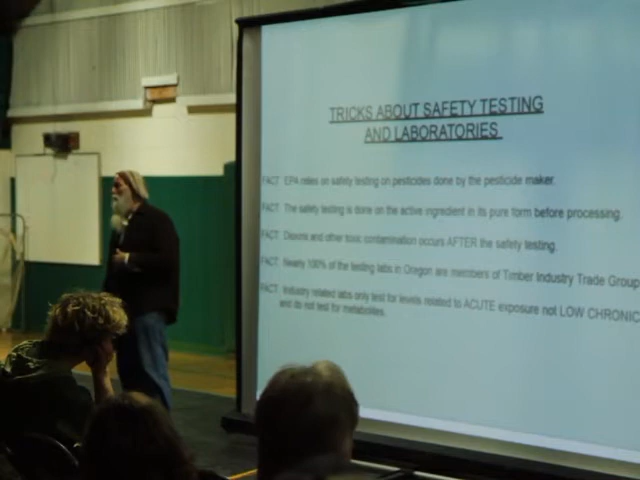 TRICKS ABOUT SAFETY TESTING
AND LABORATORIES
FACT: EPA relies on safety testing on pesticides done by the pesticide maker.
FACT: The safety testing is done on the active ingredient in its pure form before processing.
FACT: Dioxins and other toxic contamination occurs AFTER the safety testing.
FACT: Nearly 100% of the testing labs in Oregon are members of Timber Industry Trade Group
FACT: Industry related labs only test for levels related to ACUTE exposure not LOW CHRONIC
and do not test for metabolites.